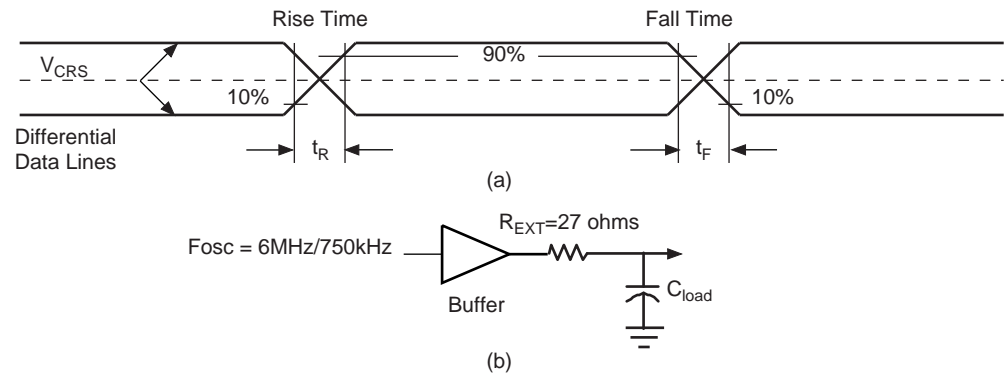 Rise Time Fall Time
90%
V_CRS
10% 10%
Differential
Data Lines
t_R t_F
(a)
R_EXT=27 ohms
Fosc = 6MHz/750kHz
C_load
Buffer
(b)